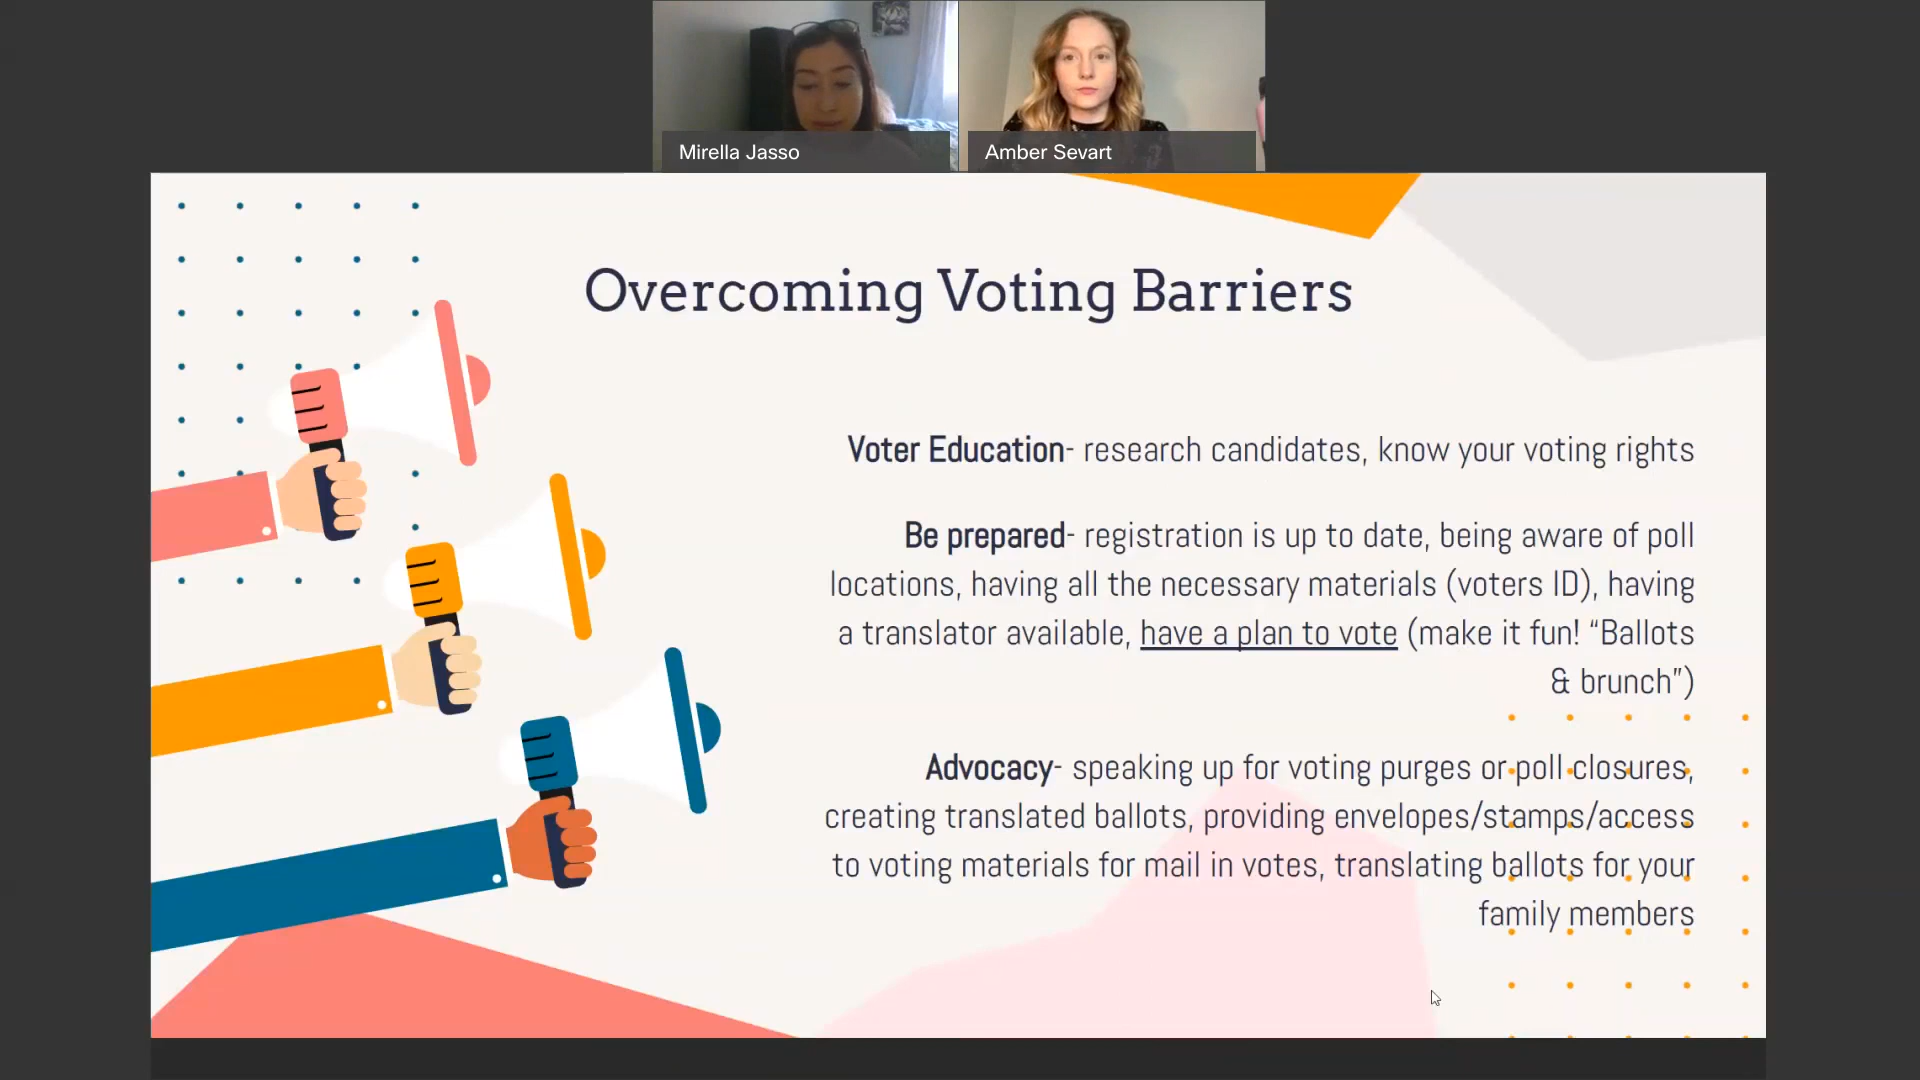 Mirella Jasso
Amber Sevart
Overcoming Voting Barriers
Voter Education- research candidates, know your voting rights
Be prepared- registration is up to date, being aware of poll
locations, having all the necessary materials (voters ID), having
a translator available, have a plan to vote (make it fun! “Ballots
& brunch”)
Advocacy- speaking up for voting purges or poll closures,
creating translated ballots, providing envelopes/stamps/access
to voting materials for mail in votes, translating ballots for your
family members